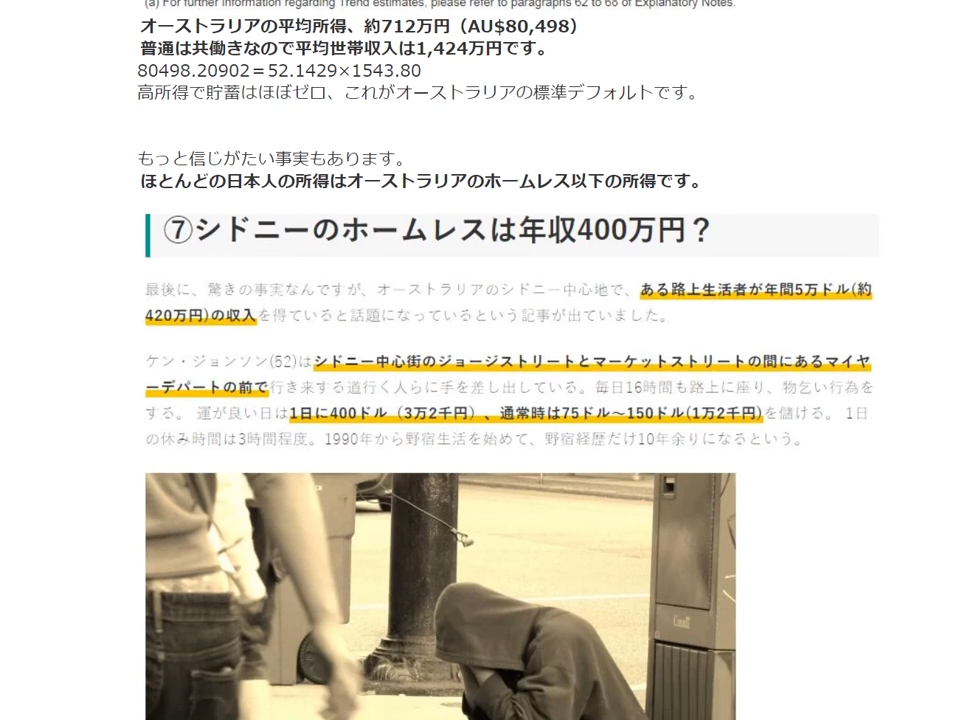 (a) For further information regarding Trend estimates, please refer to paragraphs 62 to 68 of Explanatory Notes.
オーストラリアの平均所得、約712万円（AU$80,498）
普通は共働きなので平均世帯収入は1,424万円です。
80498.20902＝52.1429×1543.80
高所得で貯蓄はほぼゼロ、これがオーストラリアの標準デフォルトです。
もっと信じがたい事実もあります。
ほとんどの日本人の所得はオーストラリアのホームレス以下の所得です。
⑦シドニーのホームレスは年収400万円？
最後に、驚きの事実なんですが、オーストラリアのシドニー中心地で、ある路上生活者が年間5万ドル(約
420万円)の収入を得ていると話題になっているという記事が出ていました。
ケン・ジョンソン(52)はシドニー中心街のジョージストリートとマーケットストリートの間にあるマイヤ
ーデパートの前で行き来する道行く人らに手を差し出している。毎日16時間も路上に座り、物乞い行為を
する。 運が良い日は1日に400ドル（3万2千円）、通常時は75ドル〜150ドル(1万2千円)を儲ける。 1日
の休み時間は3時間程度。1990年から野宿生活を始めて、野宿経歴だけ10年余りになるという。
Canada